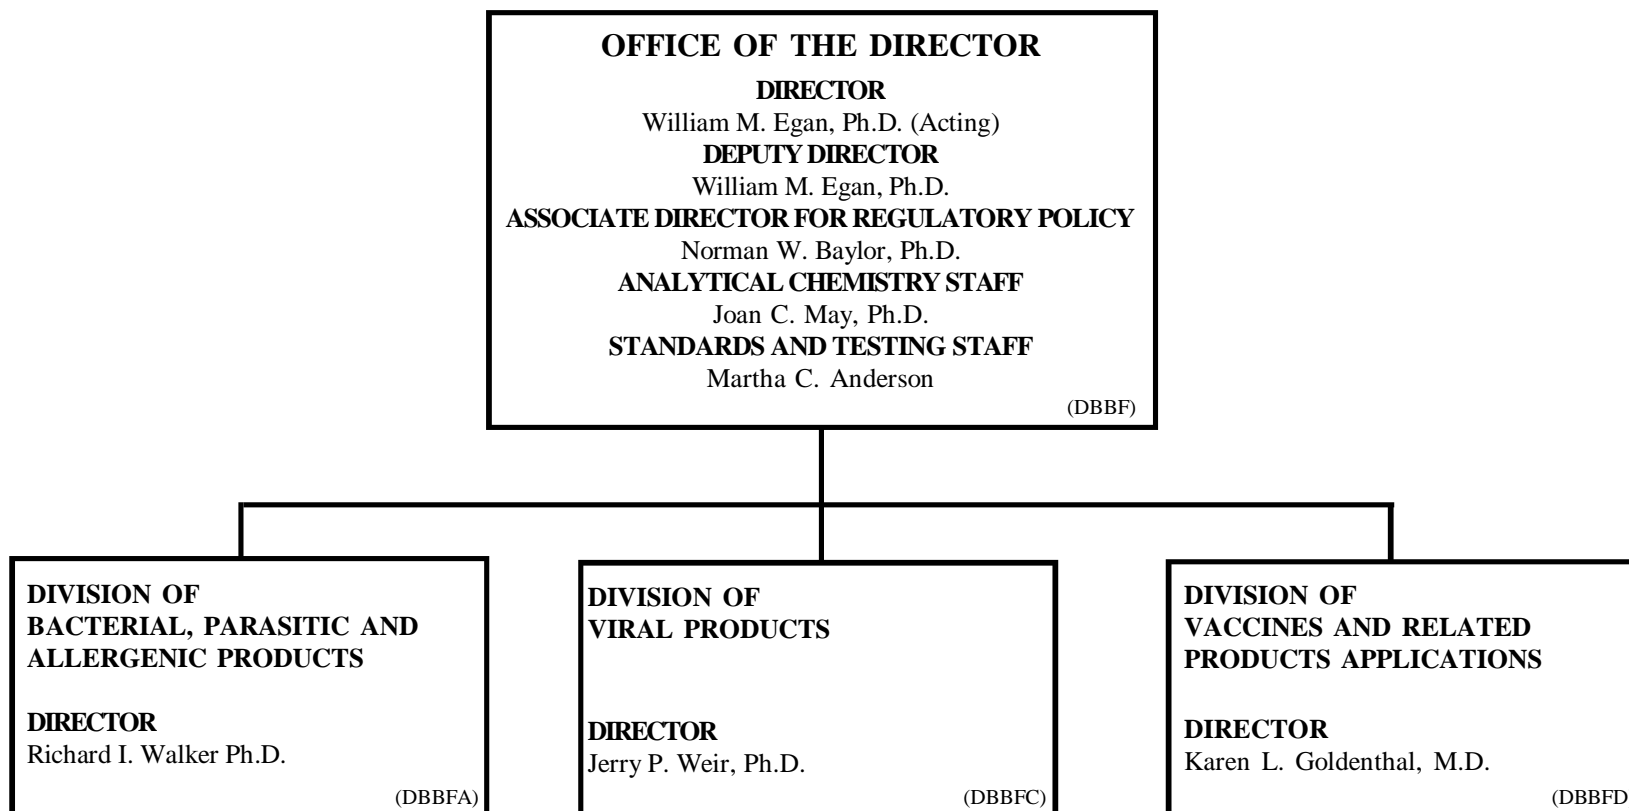 OFFICE OF THE DIRECTOR
DIRECTOR
William M. Egan, Ph.D. (Acting)
DEPUTY DIRECTOR
William M. Egan, Ph.D.
ASSOCIATE DIRECTOR FOR REGULATORY POLICY
Norman W. Baylor, Ph.D.
ANALYTICAL CHEMISTRY STAFF
Joan C. May, Ph.D.
STANDARDS AND TESTING STAFF
Martha C. Anderson
(DBBF)
DIVISION OF
BACTERIAL, PARASITIC AND
ALLERGENIC PRODUCTS
DIRECTOR
Richard I. Walker Ph.D.
(DBBFA)
DIVISION OF
VIRAL PRODUCTS
DIRECTOR
Jerry P. Weir, Ph.D.
(DBBFC)
DIVISION OF
VACCINES AND RELATED
PRODUCTS APPLICATIONS
DIRECTOR
Karen L. Goldenthal, M.D.
(DBBFD